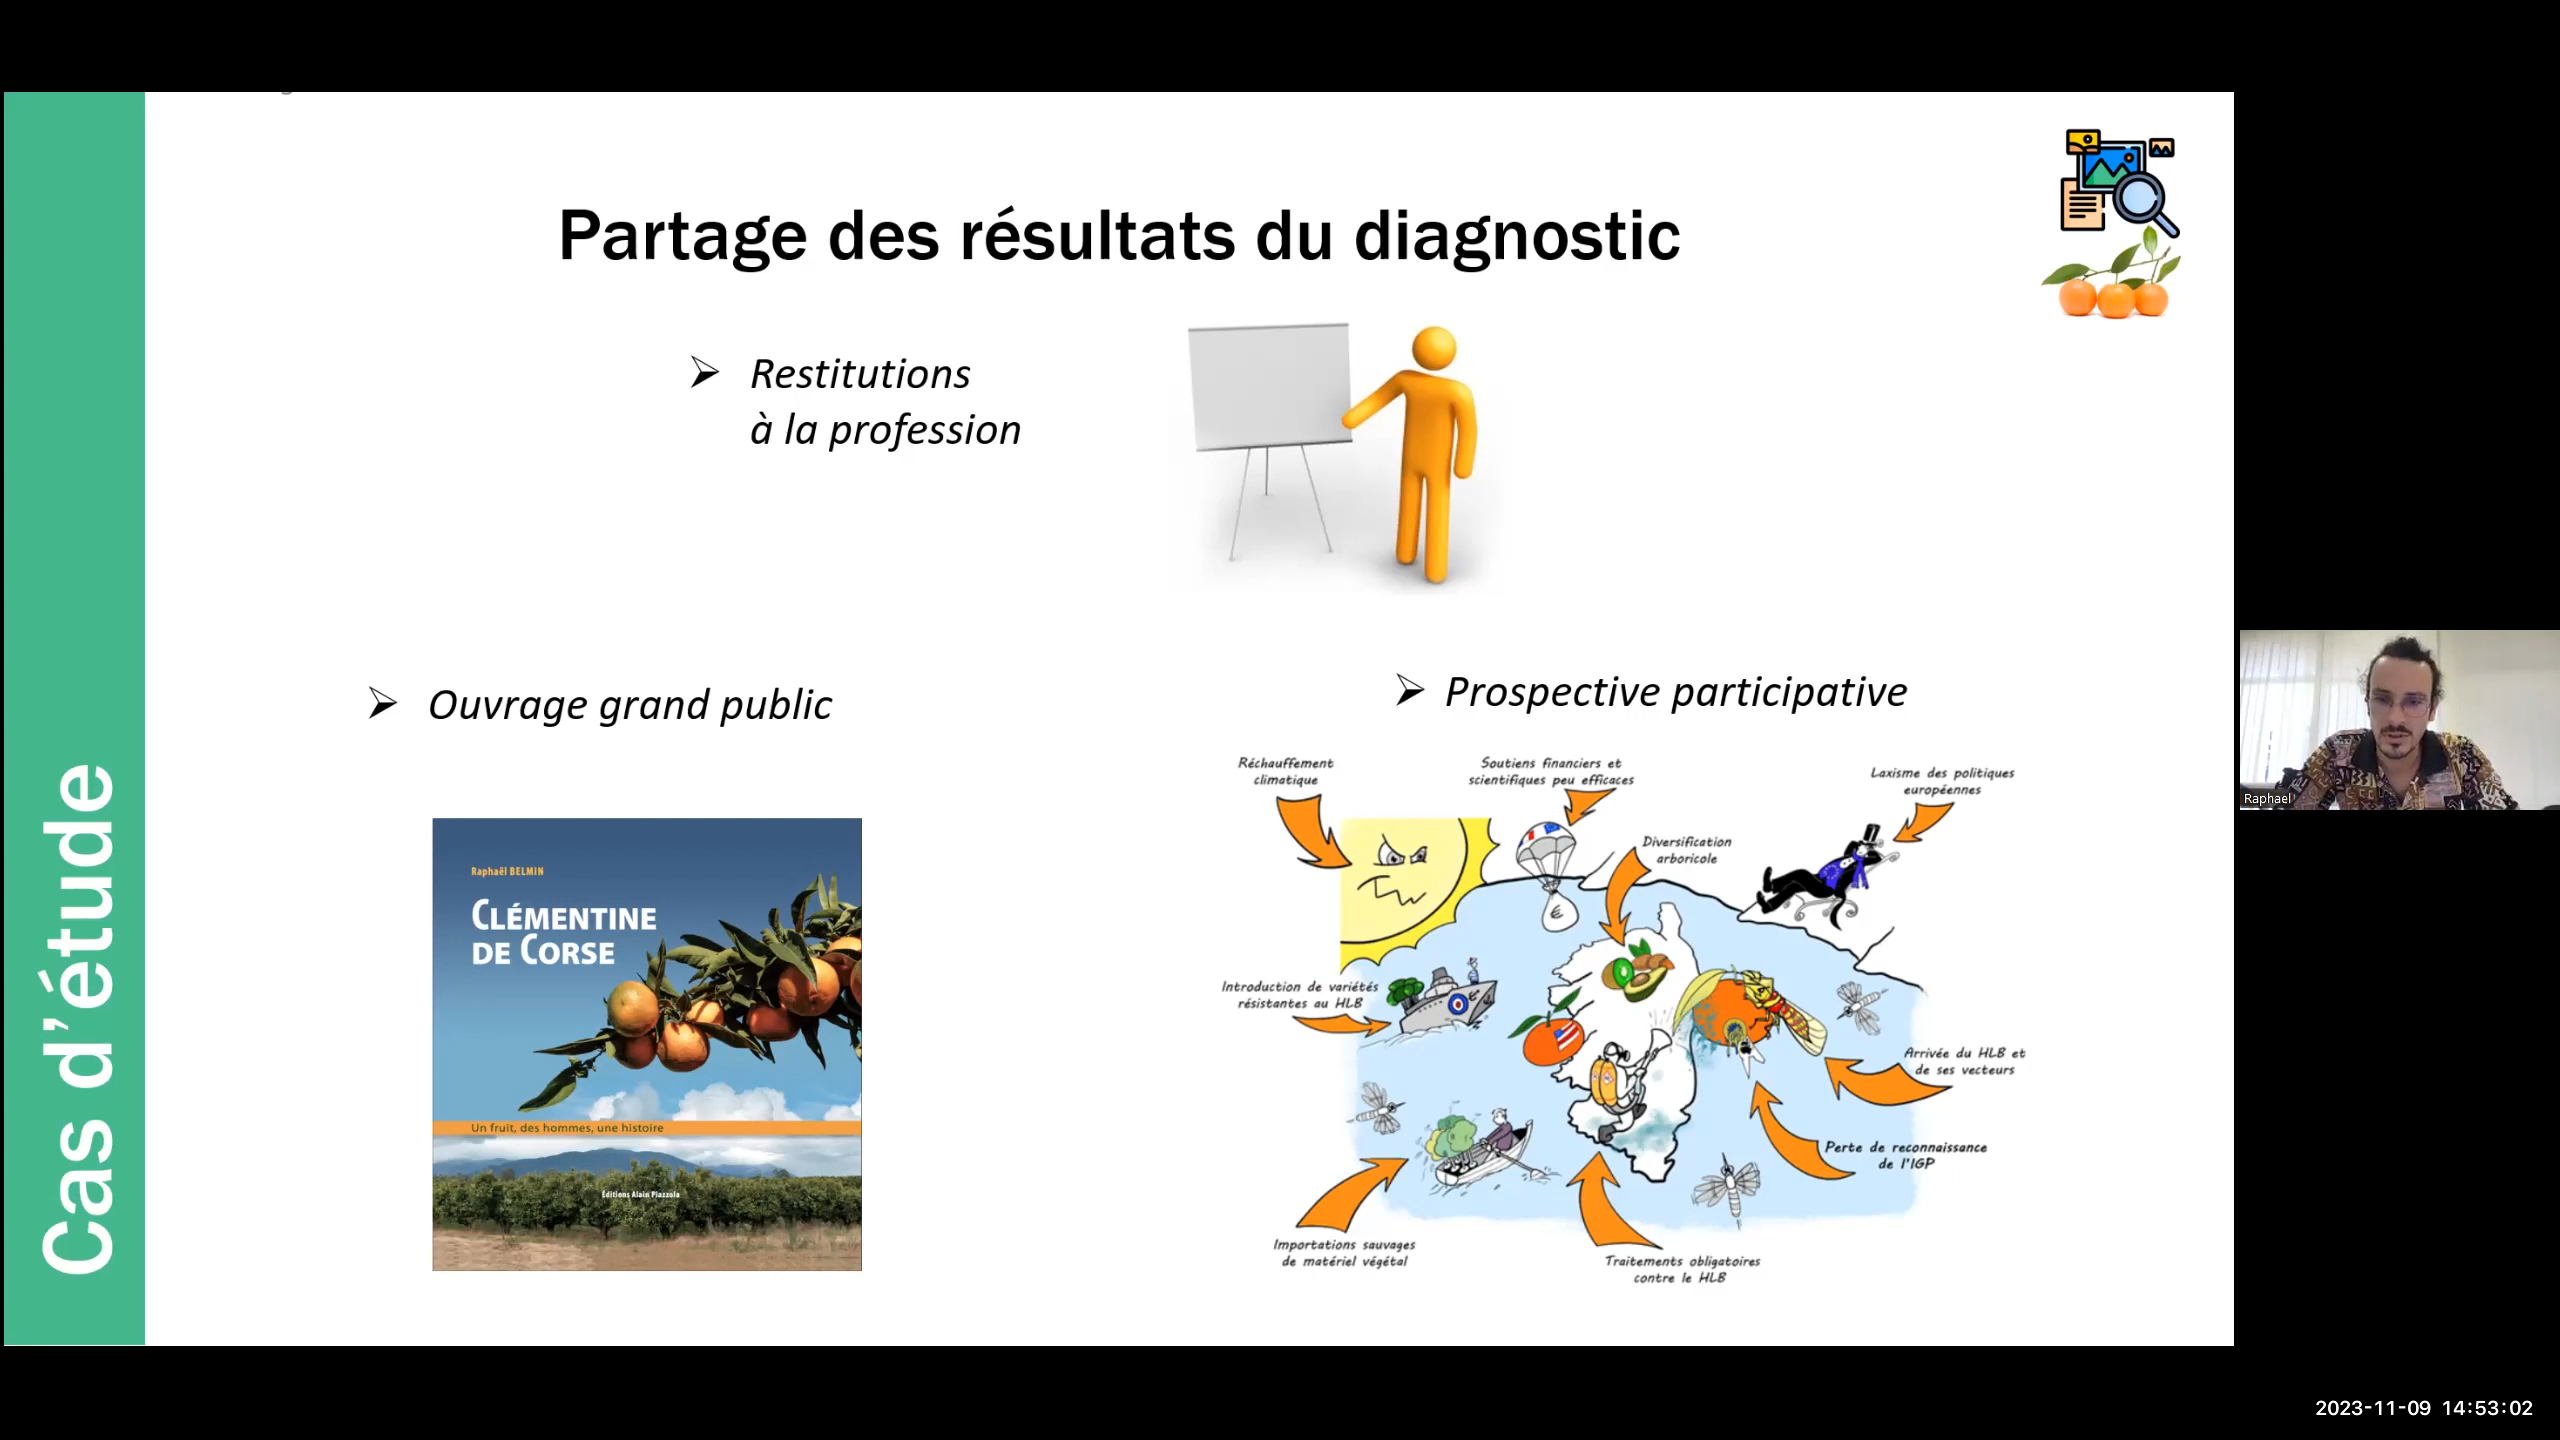 Partage des résultats du diagnostic
Restitutions
à la profession
Ouvrage grand public
Prospective participative
Cas d'étude
Raphaël BELMIN
CLÉMENTINE
DE CORSE
Un fruit, des hommes, une histoire
Éditions Alain Piazzola
Réchauffement
climatique
Soutiens financiers et
scientifiques peu efficaces
Laxisme des politiques
européennes
Diversification
arboricole
€
Introduction de variétés
résistantes au HLB
Arrivée du HLB et
de ses vecteurs
Perte de reconnaissance
de l'IGP
Importations sauvages
de matériel végétal
Traitements obligatoires
contre le HLB
Raphael
2023-11-09 14:53:02